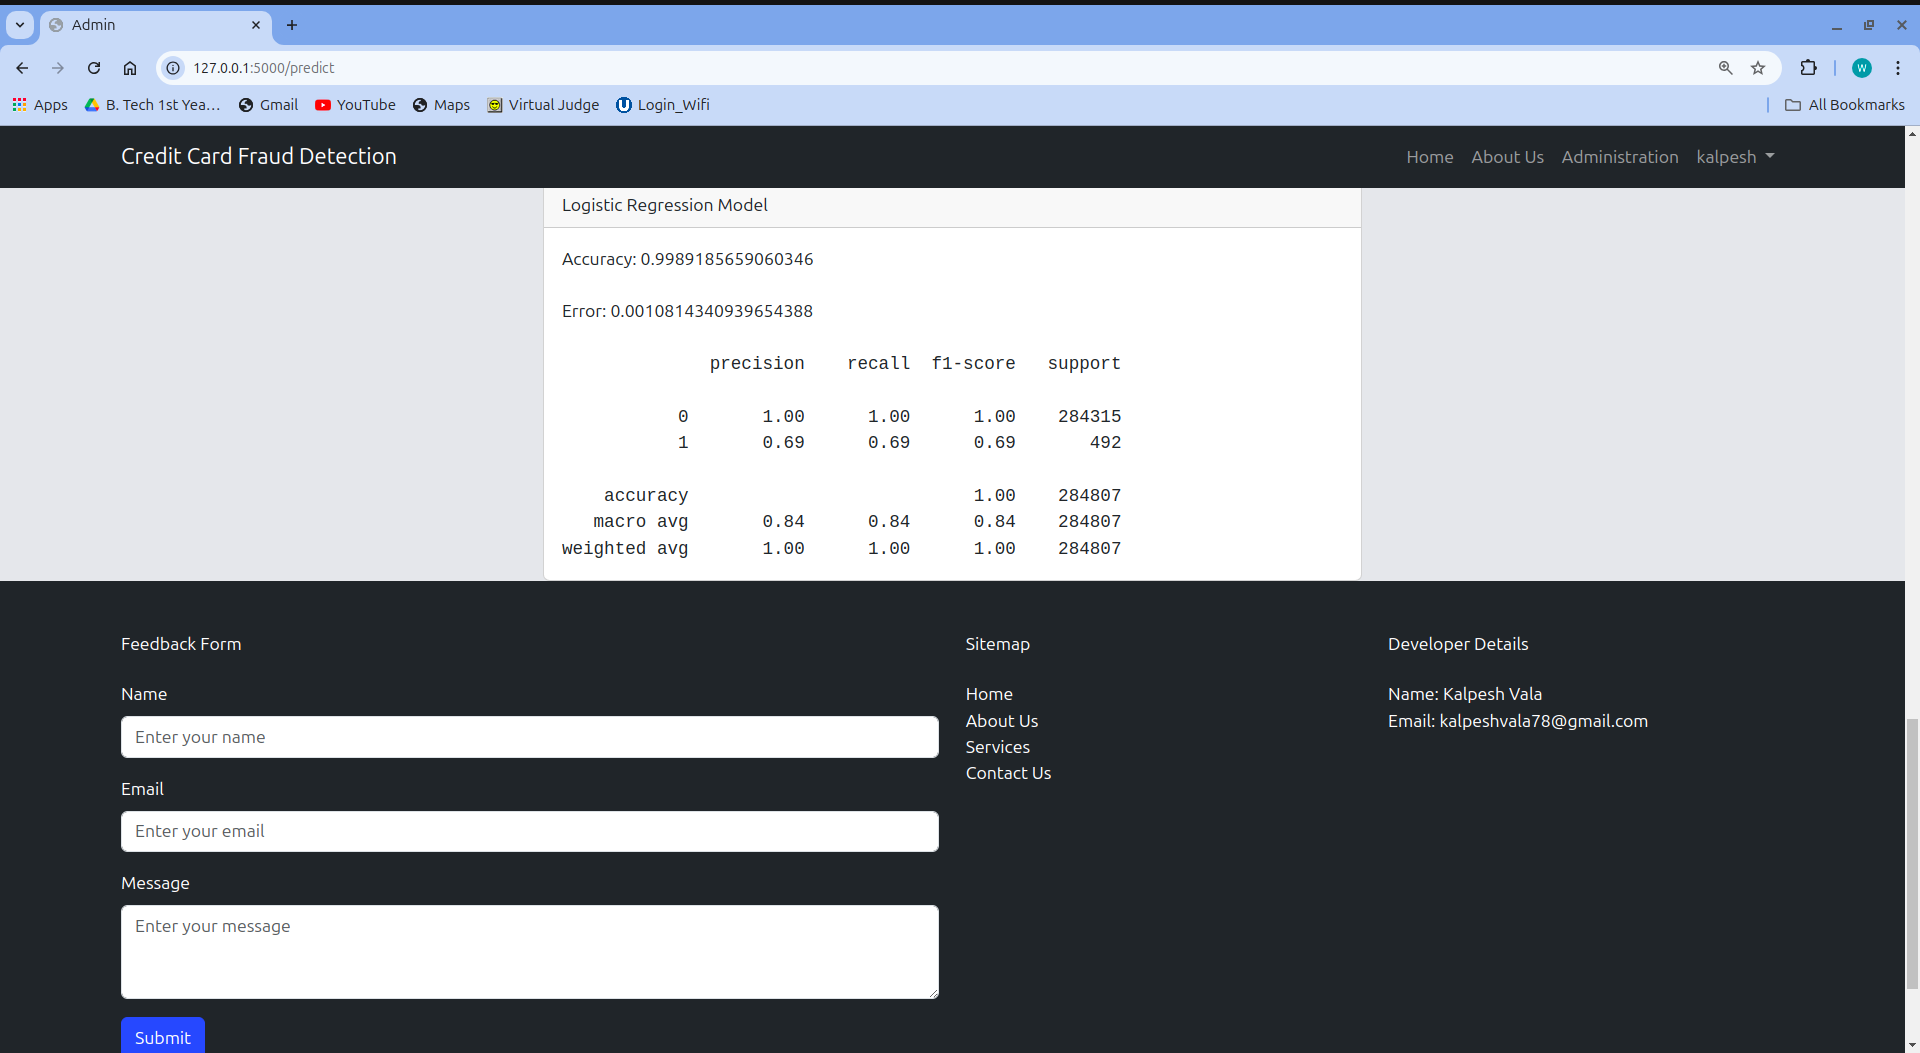 Admin
127.0.0.1:5000/predict
W
Apps
B. Tech 1st Yea...
Gmail
YouTube
Maps
Virtual Judge
Login_Wifi
All Bookmarks
Credit Card Fraud Detection
Home About Us Administration kalpesh
Logistic Regression Model
Accuracy: 0.9989185659060346
Error: 0.0010814340939654388
precision recall f1-score support
0 1.00 1.00 1.00 284315
1 0.69 0.69 0.69 492
accuracy 1.00 284807
macro avg 0.84 0.84 0.84 284807
weighted avg 1.00 1.00 1.00 284807
Feedback Form
Name
Enter your name
Email
Enter your email
Message
Enter your message
Submit
Sitemap
Home
About Us
Services
Contact Us
Developer Details
Name: Kalpesh Vala
Email: kalpeshvala78@gmail.com